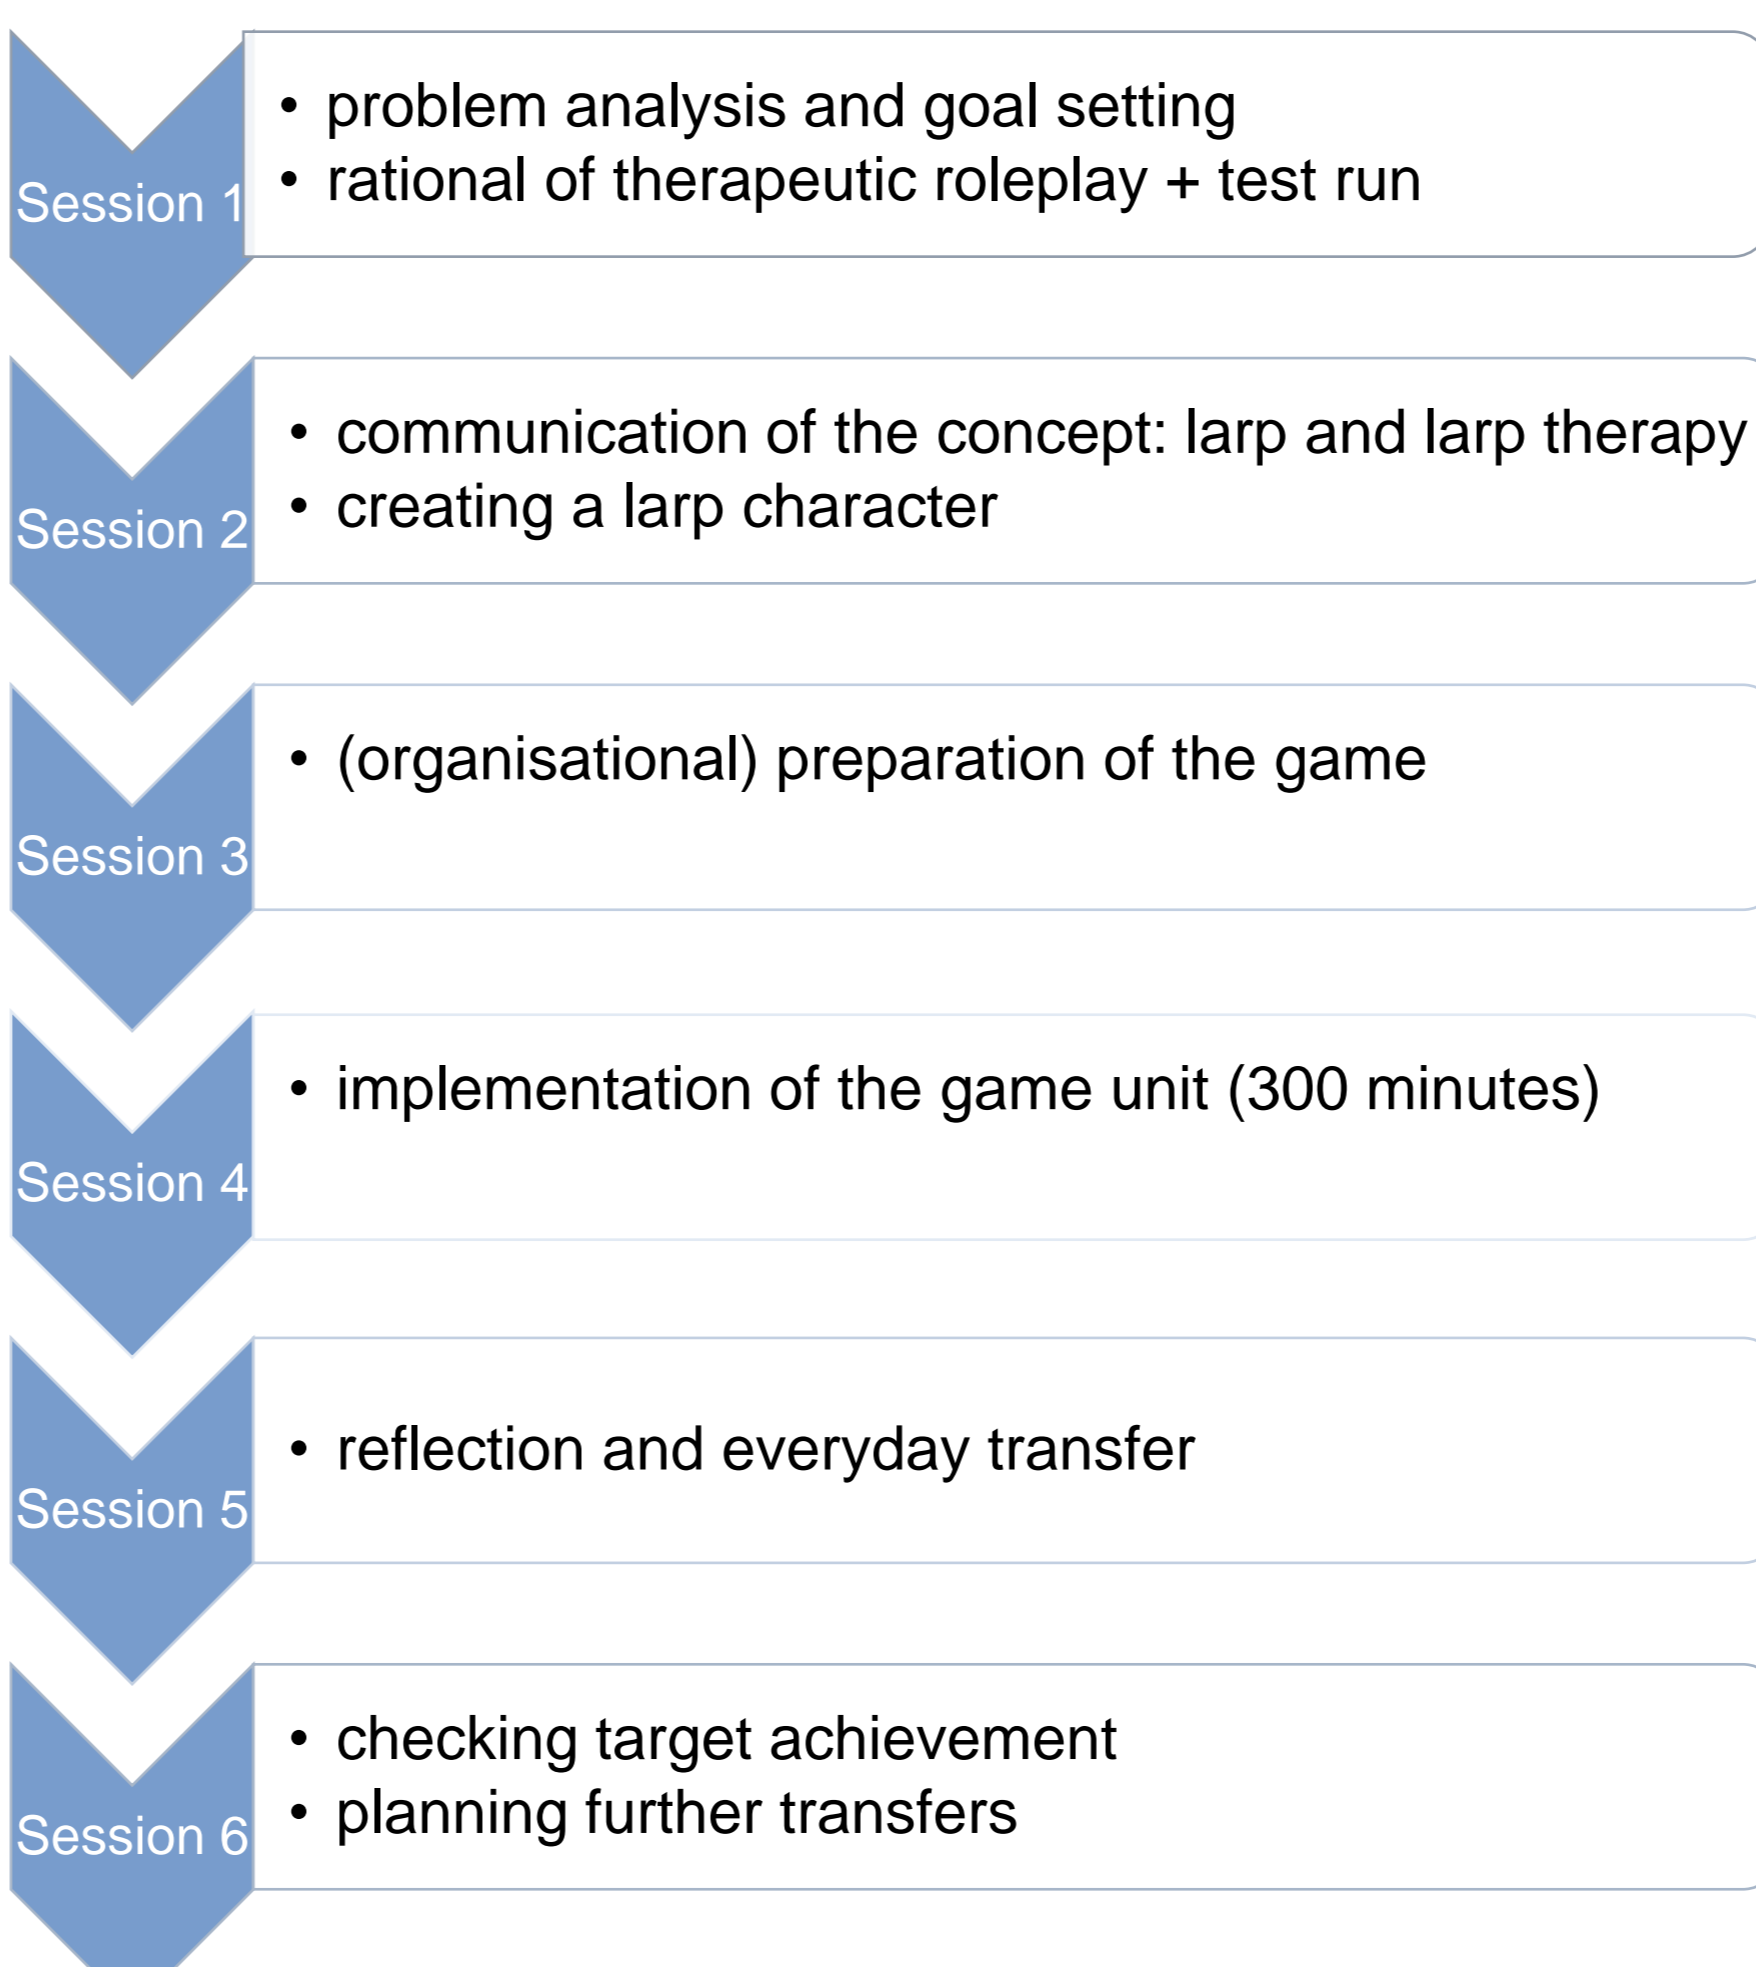 Session 1
• problem analysis and goal setting
• rational of therapeutic roleplay + test run
Session 2
• communication of the concept: larp and larp therapy
• creating a larp character
Session 3
• (organisational) preparation of the game
Session 4
• implementation of the game unit (300 minutes)
Session 5
• reflection and everyday transfer
Session 6
• checking target achievement
• planning further transfers